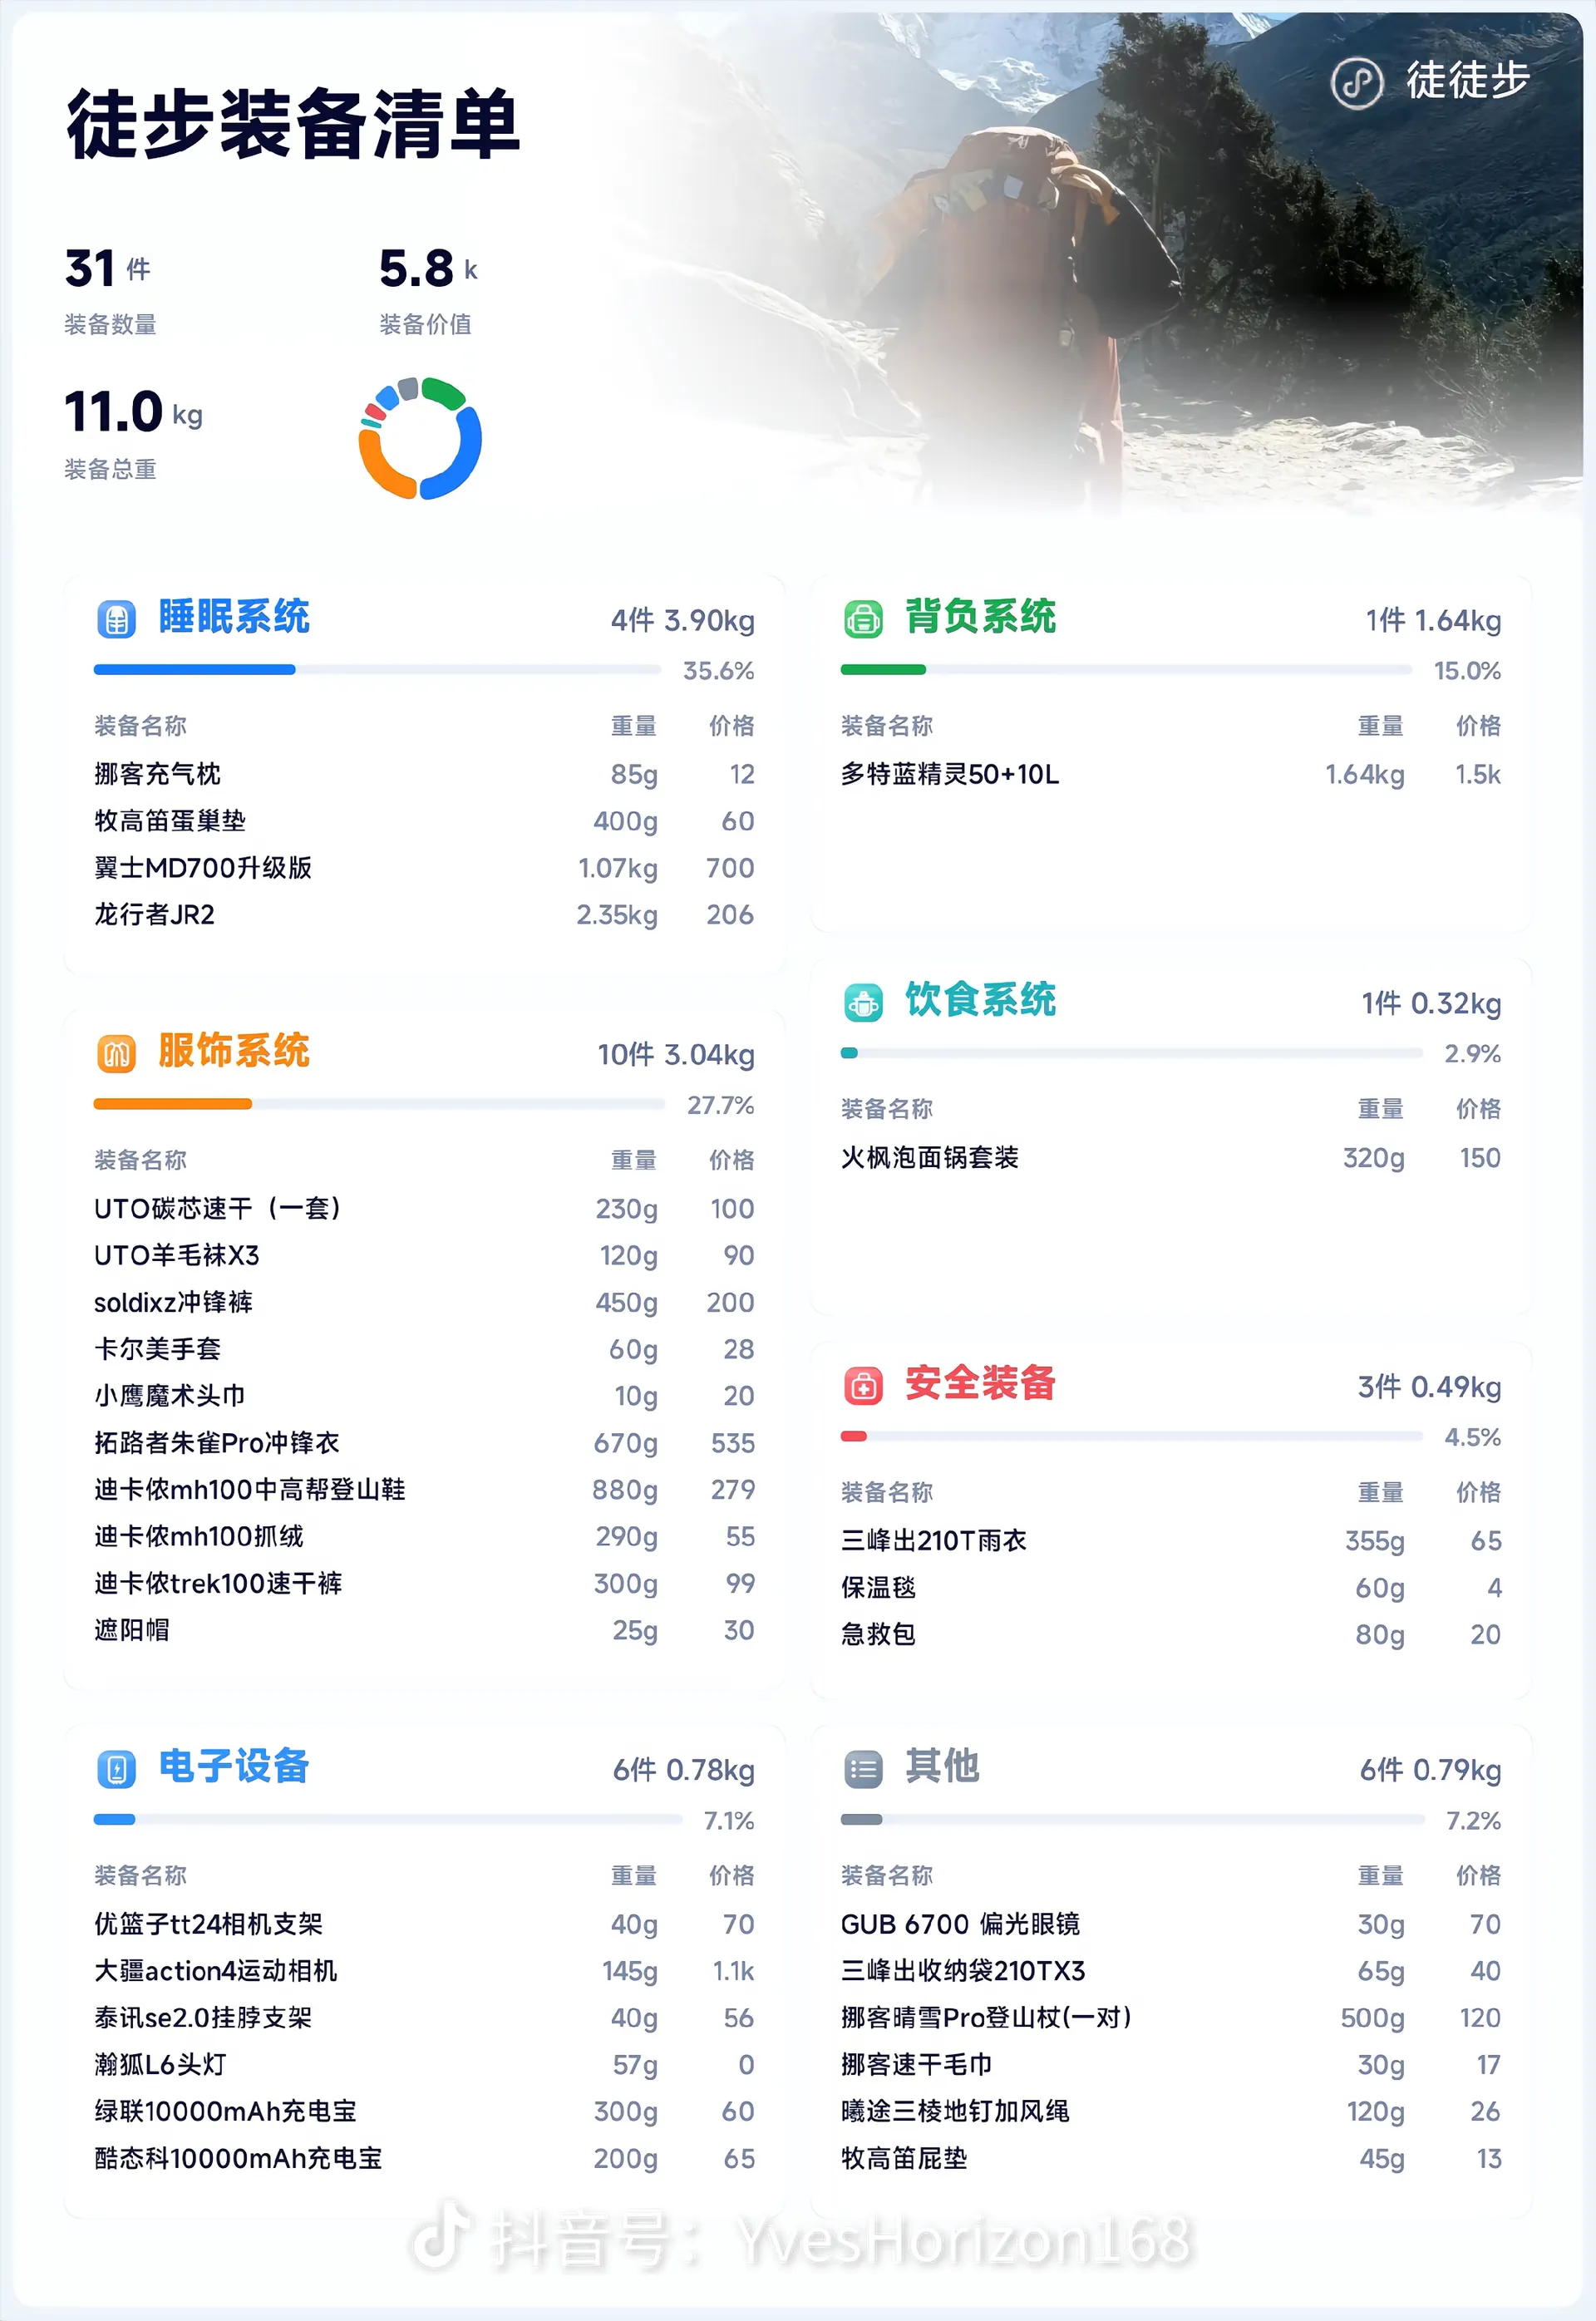 徒徒步
徒步装备清单
31 件
装备数量
5.8 k
装备价值
11.0 kg
装备总重
睡眠系统 4件 3.90kg
35.6%
装备名称 重量 价格
挪客充气枕 85g 12
牧高笛蛋巢垫 400g 60
翼士MD700升级版 1.07kg 700
龙行者JR2 2.35kg 206
服饰系统 10件 3.04kg
27.7%
装备名称 重量 价格
UTO碳芯速干（一套） 230g 100
UTO羊毛袜X3 120g 90
soldixz冲锋裤 450g 200
卡尔美手套 60g 28
小鹰魔术头巾 10g 20
拓路者朱雀Pro冲锋衣 670g 535
迪卡侬mh100中高帮登山鞋 880g 279
迪卡侬mh100抓绒 290g 55
迪卡侬trek100速干裤 300g 99
遮阳帽 25g 30
电子设备 6件 0.78kg
7.1%
装备名称 重量 价格
优篮子tt24相机支架 40g 70
大疆action4运动相机 145g 1.1k
泰讯se2.0挂脖支架 40g 56
瀚狐L6头灯 57g 0
绿联10000mAh充电宝 300g 60
酷态科10000mAh充电宝 200g 65
背负系统 1件 1.64kg
15.0%
装备名称 重量 价格
多特蓝精灵50+10L 1.64kg 1.5k
饮食系统 1件 0.32kg
2.9%
装备名称 重量 价格
火枫泡面锅套装 320g 150
安全装备 3件 0.49kg
4.5%
装备名称 重量 价格
三峰出210T雨衣 355g 65
保温毯 60g 4
急救包 80g 20
其他 6件 0.79kg
7.2%
装备名称 重量 价格
GUB 6700 偏光眼镜 30g 70
三峰出收纳袋210TX3 65g 40
挪客晴雪Pro登山杖(一对) 500g 120
挪客速干毛巾 30g 17
曦途三棱地钉加风绳 120g 26
牧高笛屁垫 45g 13
抖音号：YvesHorizon168